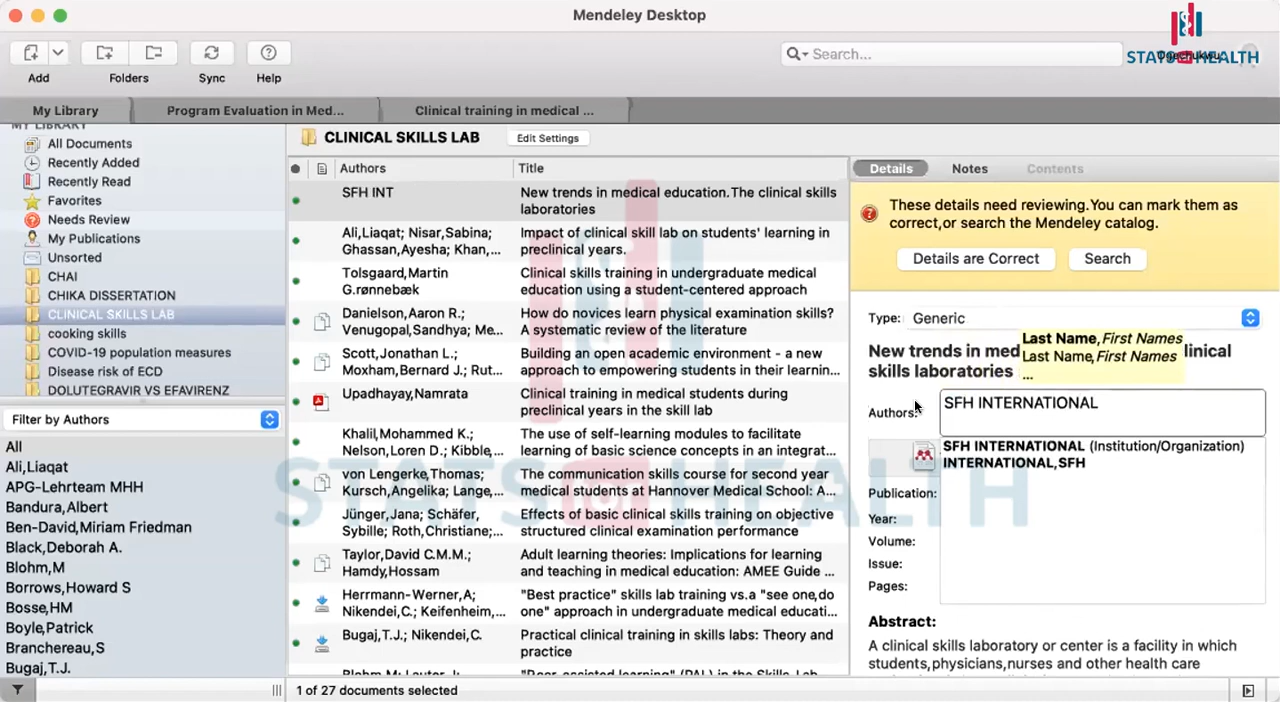 Mendeley Desktop
STATS@HEALTH
Search...
Add
Folders
Sync
Help
My Library
Program Evaluation in Med...
Clinical training in medical ...
MY LIBRARY
All Documents
Recently Added
Recently Read
Favorites
Needs Review
My Publications
Unsorted
CHAI
CHIKA DISSERTATION
CLINICAL SKILLS LAB
cooking skills
COVID-19 population measures
Disease risk of ECD
DOLUTEGRAVIR VS EFAVIRENZ
Filter by Authors
All
Ali,Liaqat
APG-Lehrteam MHH
Bandura,Albert
Ben-David,Miriam Friedman
Black,Deborah A.
Blohm,M
Borrows,Howard S
Bosse,HM
Boyle,Patrick
Branchereau,S
Bugaj,T.J.
CLINICAL SKILLS LAB
Edit Settings
Authors
Title
SFH INT
New trends in medical education.The clinical skills
laboratories
Ali,Liaqat; Nisar,Sabina;
Ghassan,Ayesha; Khan,...
Impact of clinical skill lab on students' learning in
preclinical years.
Tolsgaard,Martin
G.rønnebæk
Clinical skills training in undergraduate medical
education using a student-centered approach
Danielson,Aaron R.;
Venugopal,Sandhya; Me...
How do novices learn physical examination skills?
A systematic review of the literature
Scott,Jonathan L.;
Moxham,Bernard J.; Rut...
Building an open academic environment - a new
approach to empowering students in their learnin...
Upadhayay,Namrata
Clinical training in medical students during
preclinical years in the skill lab
Khalil,Mohammed K.;
Nelson,Loren D.; Kibble,...
The use of self-learning modules to facilitate
learning of basic science concepts in an integrat...
von Lengerke,Thomas;
Kursch,Angelika; Lange,...
The communication skills course for second year
medical students at Hannover Medical School: A...
Jünger,Jana; Schäfer,
Sybille; Roth,Christiane;...
Effects of basic clinical skills training on objective
structured clinical examination performance
Taylor,David C.M.M.;
Hamdy,Hossam
Adult learning theories: Implications for learning
and teaching in medical education: AMEE Guide ...
Herrmann-Werner,A;
Nikendei,C.; Keifenheim,...
"Best practice" skills lab training vs.a "see one,do
one" approach in undergraduate medical educati...
Bugaj,T.J.; Nikendei,C.
Practical clinical training in skills labs: Theory and
practice
STATS@HEALTH
1 of 27 documents selected
Details
Notes
Contents
These details need reviewing.You can mark them as
correct,or search the Mendeley catalog.
Details are Correct
Search
Type: Generic
Last Name,First Names
Last Name,First Names
...
New trends in med
linical
skills laboratories
Authors:
SFH INTERNATIONAL
SFH INTERNATIONAL (Institution/Organization)
INTERNATIONAL,SFH
Publication:
Year:
Volume:
Issue:
Pages:
Abstract:
A clinical skills laboratory or center is a facility in which
students,physicians,nurses and other health care